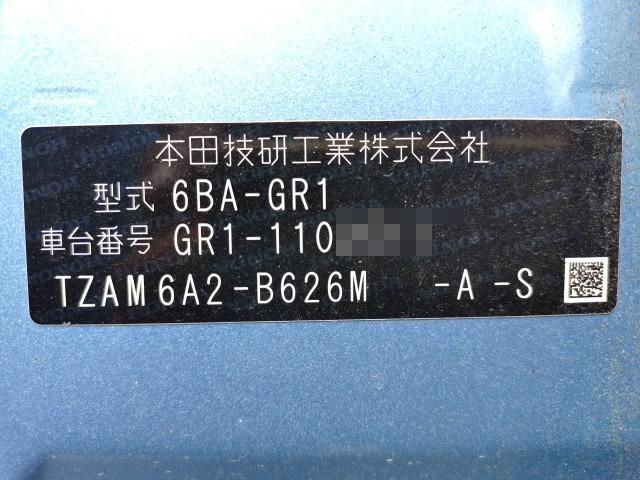 本田技研工業株式会社
型式 6BA-GR1
車台番号 GR1-110
TZAM6A2-B626M -A -S